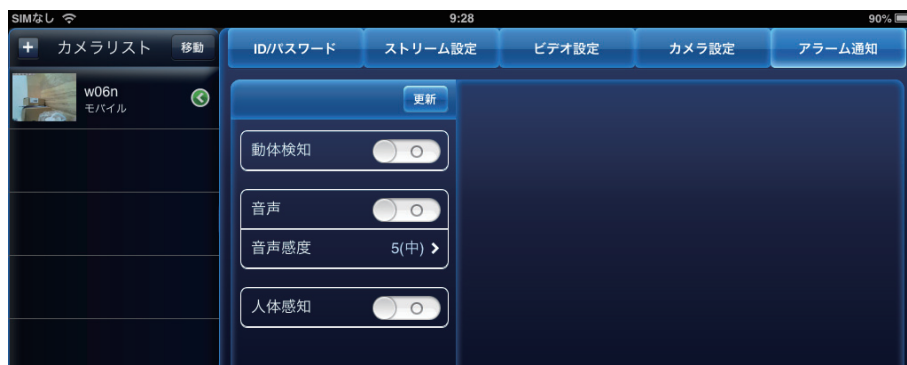 SIMなし 9:28 90%
カメラリスト 移動 ID/パスワード ストリーム設定 ビデオ設定 カメラ設定 アラーム通知
w06n
モバイル
更新
動体検知
音声
音声感度 5(中)
人体感知